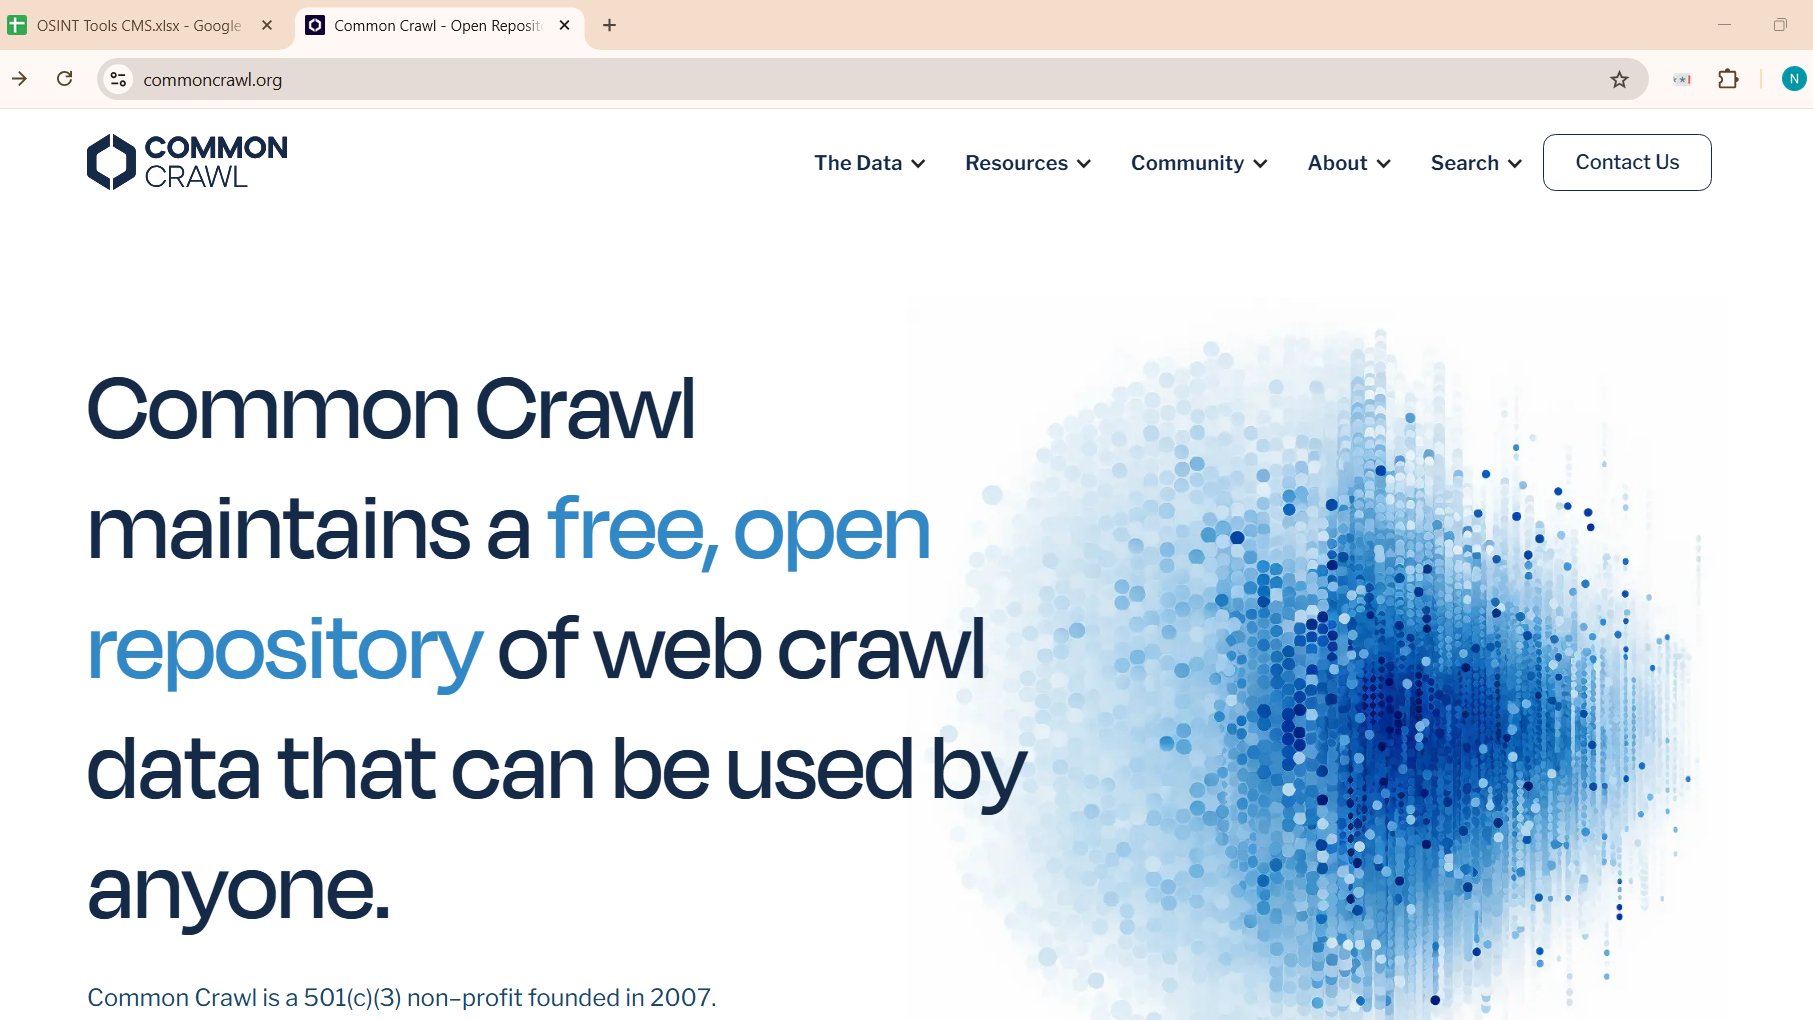 OSINT Tools CMS.xlsx - Google
Common Crawl - Open Reposit
commoncrawl.org
N
COMMON
CRAWL
The Data
Resources
Community
About
Search
Contact Us
Common Crawl
maintains a free, open
repository of web crawl
data that can be used by
anyone.
Common Crawl is a 501(c)(3) non–profit founded in 2007.